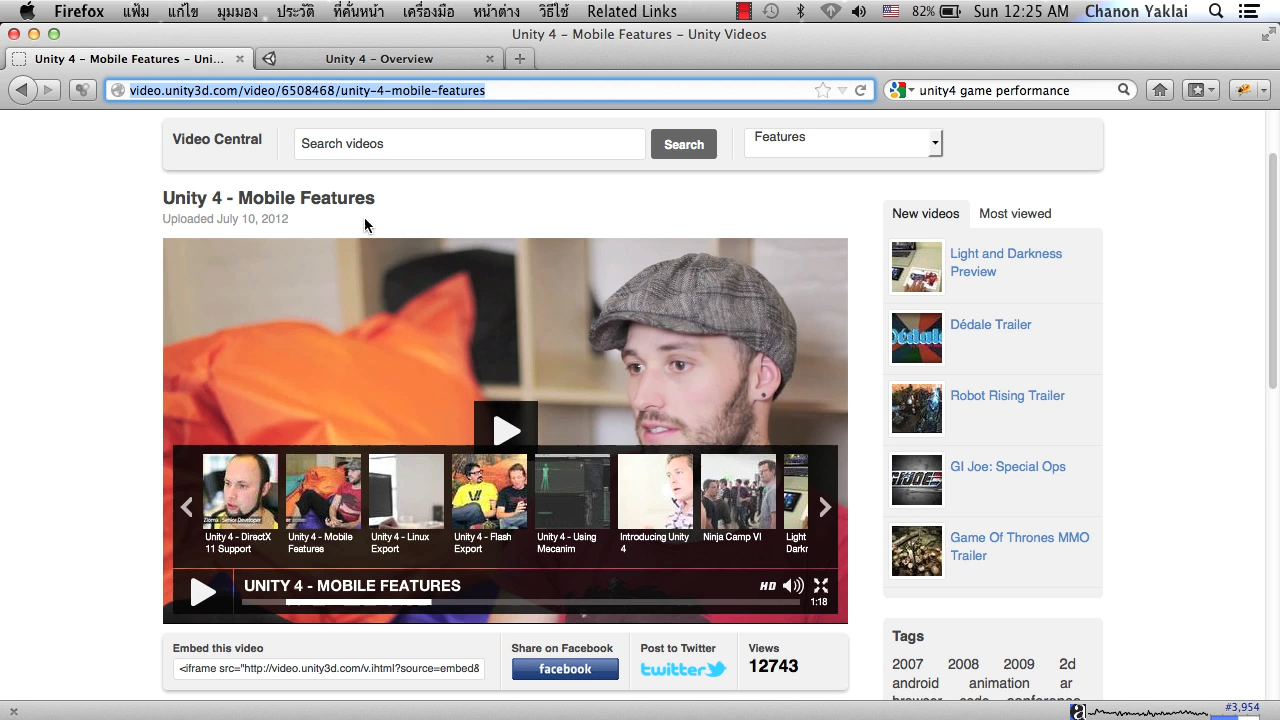 Firefox แฟ้ม แก้ไข มุมมอง ประวัติ ที่คั่นหน้า เครื่องมือ หน้าต่าง วิธีใช้ Related Links 82% Sun 12:25 AM Chanon Yaklai
Unity 4 – Mobile Features – Unity Videos
Unity 4 – Mobile Features – Uni...
Unity 4 – Overview
video.unity3d.com/video/6508468/unity-4-mobile-features
unity4 game performance
Video Central
Search videos
Search
Features
Unity 4 - Mobile Features
Uploaded July 10, 2012
New videos Most viewed
Light and Darkness
Preview
Dédale Trailer
Robot Rising Trailer
GI Joe: Special Ops
Game Of Thrones MMO
Trailer
Unity 4 - DirectX
11 Support
Unity 4 - Mobile
Features
Unity 4 - Linux
Export
Unity 4 - Flash
Export
Unity 4 - Using
Mecanim
Introducing Unity
4
Ninja Camp VI
Light
Darkr
UNITY 4 - MOBILE FEATURES
HD
1:18
Embed this video
<iframe src="http://video.unity3d.com/v.ihtml?source=embed&
Share on Facebook
facebook
Post to Twitter
twitter
Views
12743
Tags
2007 2008 2009 2d
android animation ar
browser code conference
#3,954